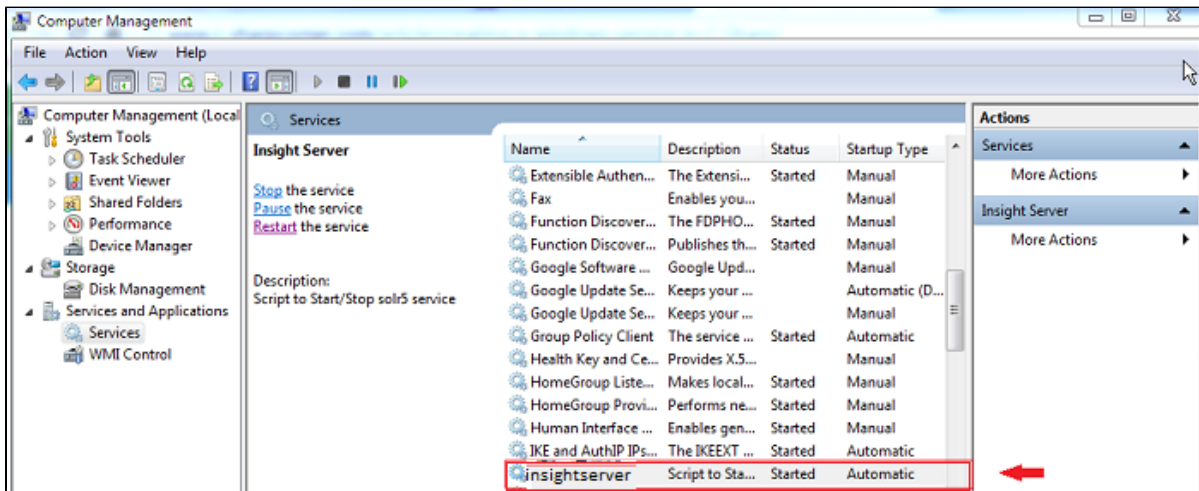 Computer Management
File Action View Help
Computer Management (Local
System Tools
Task Scheduler
Event Viewer
Shared Folders
Performance
Device Manager
Storage
Disk Management
Services and Applications
Services
WMI Control
Services
Insight Server
Stop the service
Pause the service
Restart the service
Description:
Script to Start/Stop solr5 service
Name Description Status Startup Type
Extensible Authen... The Extensi... Started Manual
Fax Enables you... Manual
Function Discover... The FDPHO... Started Manual
Function Discover... Publishes th... Started Manual
Google Software ... Google Upd... Manual
Google Update Se... Keeps your ... Automatic (D...
Google Update Se... Keeps your ... Manual
Group Policy Client The service ... Started Automatic
Health Key and Ce... Provides X.5... Manual
HomeGroup Liste... Makes local... Started Manual
HomeGroup Provi... Performs ne... Started Manual
Human Interface ... Enables gen... Started Manual
IKE and AuthIP IPs... The IKEEXT ... Started Automatic
insightserver Script to Sta... Started Automatic
Actions
Services
More Actions
Insight Server
More Actions